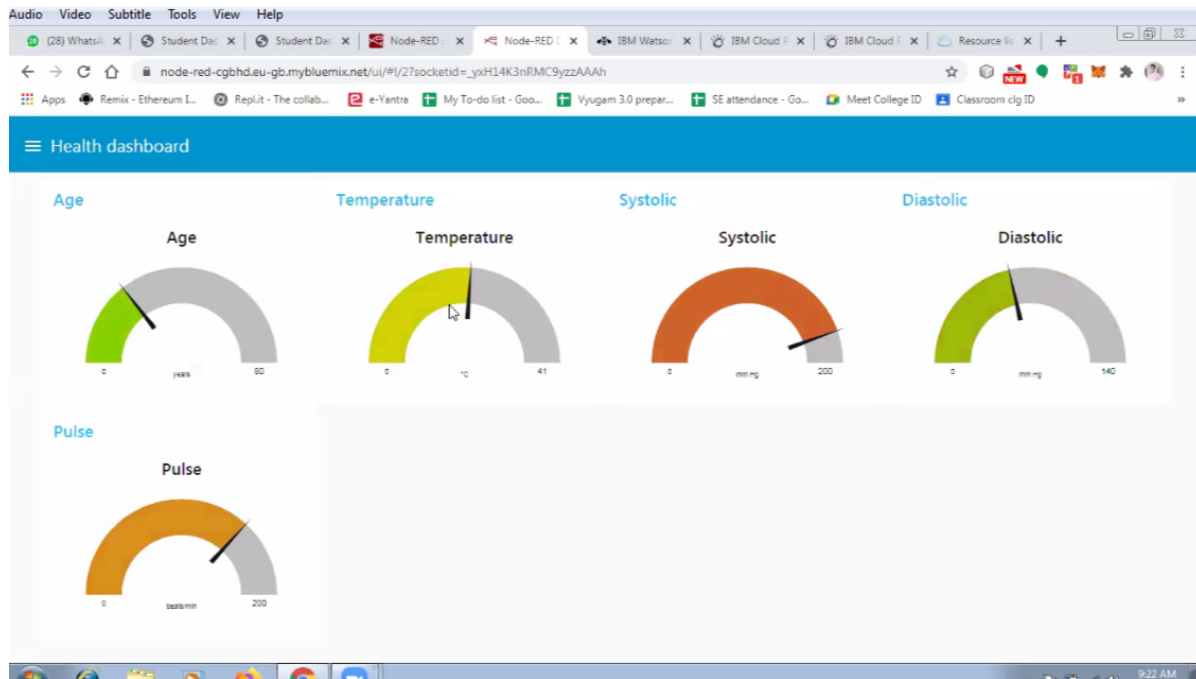 Audio Video Subtitle Tools View Help
(28) WhatsA Student Das Student Das Node-RED : Node-RED D IBM Watson IBM Cloud P IBM Cloud P Resource lis
node-red-cgbhd.eu-gb.mybluemix.net/ui/#!/2?socketid=_yxH14K3nRMC9yzzAAAh NEW
Apps Remix - Ethereum I... Repl.it - The collab... e-Yantra My To-do list - Goo... Vyugam 3.0 prepar... SE attendance - Go... Meet College ID Classroom clg ID »
Health dashboard
Age Temperature Systolic Diastolic
Age Temperature Systolic Diastolic
0 years 80 0 °C 41 0 mm Hg 200 0 mm Hg 140
Pulse
Pulse
0 beats/min 200
9:22 AM